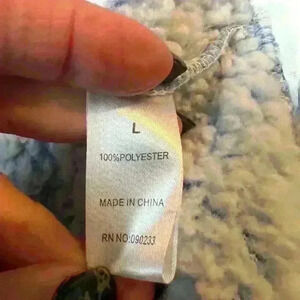 L
100%POLYESTER
MADE IN CHINA
RN NO:090233